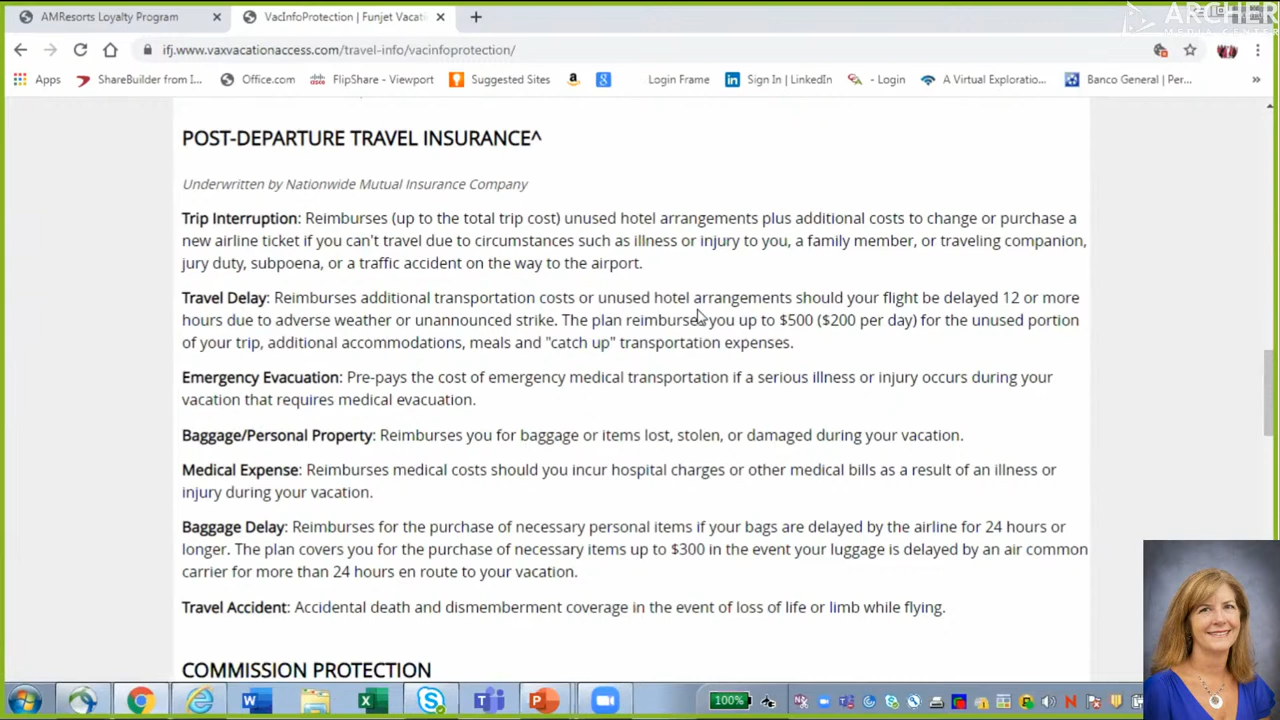 AMResorts Loyalty Program
VacInfoProtection | Funjet Vacati
ARCHER
MEDIA CENTER
ifj.www.vaxvacationaccess.com/travel-info/vacinfoprotection/
Apps
ShareBuilder from I...
Office.com
FlipShare - Viewport
Suggested Sites
Login Frame
Sign In | LinkedIn
- Login
A Virtual Exploratio...
Banco General | Per...
POST-DEPARTURE TRAVEL INSURANCE^
Underwritten by Nationwide Mutual Insurance Company
Trip Interruption: Reimburses (up to the total trip cost) unused hotel arrangements plus additional costs to change or purchase a
new airline ticket if you can't travel due to circumstances such as illness or injury to you, a family member, or traveling companion,
jury duty, subpoena, or a traffic accident on the way to the airport.
Travel Delay: Reimburses additional transportation costs or unused hotel arrangements should your flight be delayed 12 or more
hours due to adverse weather or unannounced strike. The plan reimburses you up to $500 ($200 per day) for the unused portion
of your trip, additional accommodations, meals and "catch up" transportation expenses.
Emergency Evacuation: Pre-pays the cost of emergency medical transportation if a serious illness or injury occurs during your
vacation that requires medical evacuation.
Baggage/Personal Property: Reimburses you for baggage or items lost, stolen, or damaged during your vacation.
Medical Expense: Reimburses medical costs should you incur hospital charges or other medical bills as a result of an illness or
injury during your vacation.
Baggage Delay: Reimburses for the purchase of necessary personal items if your bags are delayed by the airline for 24 hours or
longer. The plan covers you for the purchase of necessary items up to $300 in the event your luggage is delayed by an air common
carrier for more than 24 hours en route to your vacation.
Travel Accident: Accidental death and dismemberment coverage in the event of loss of life or limb while flying.
COMMISSION PROTECTION
100%